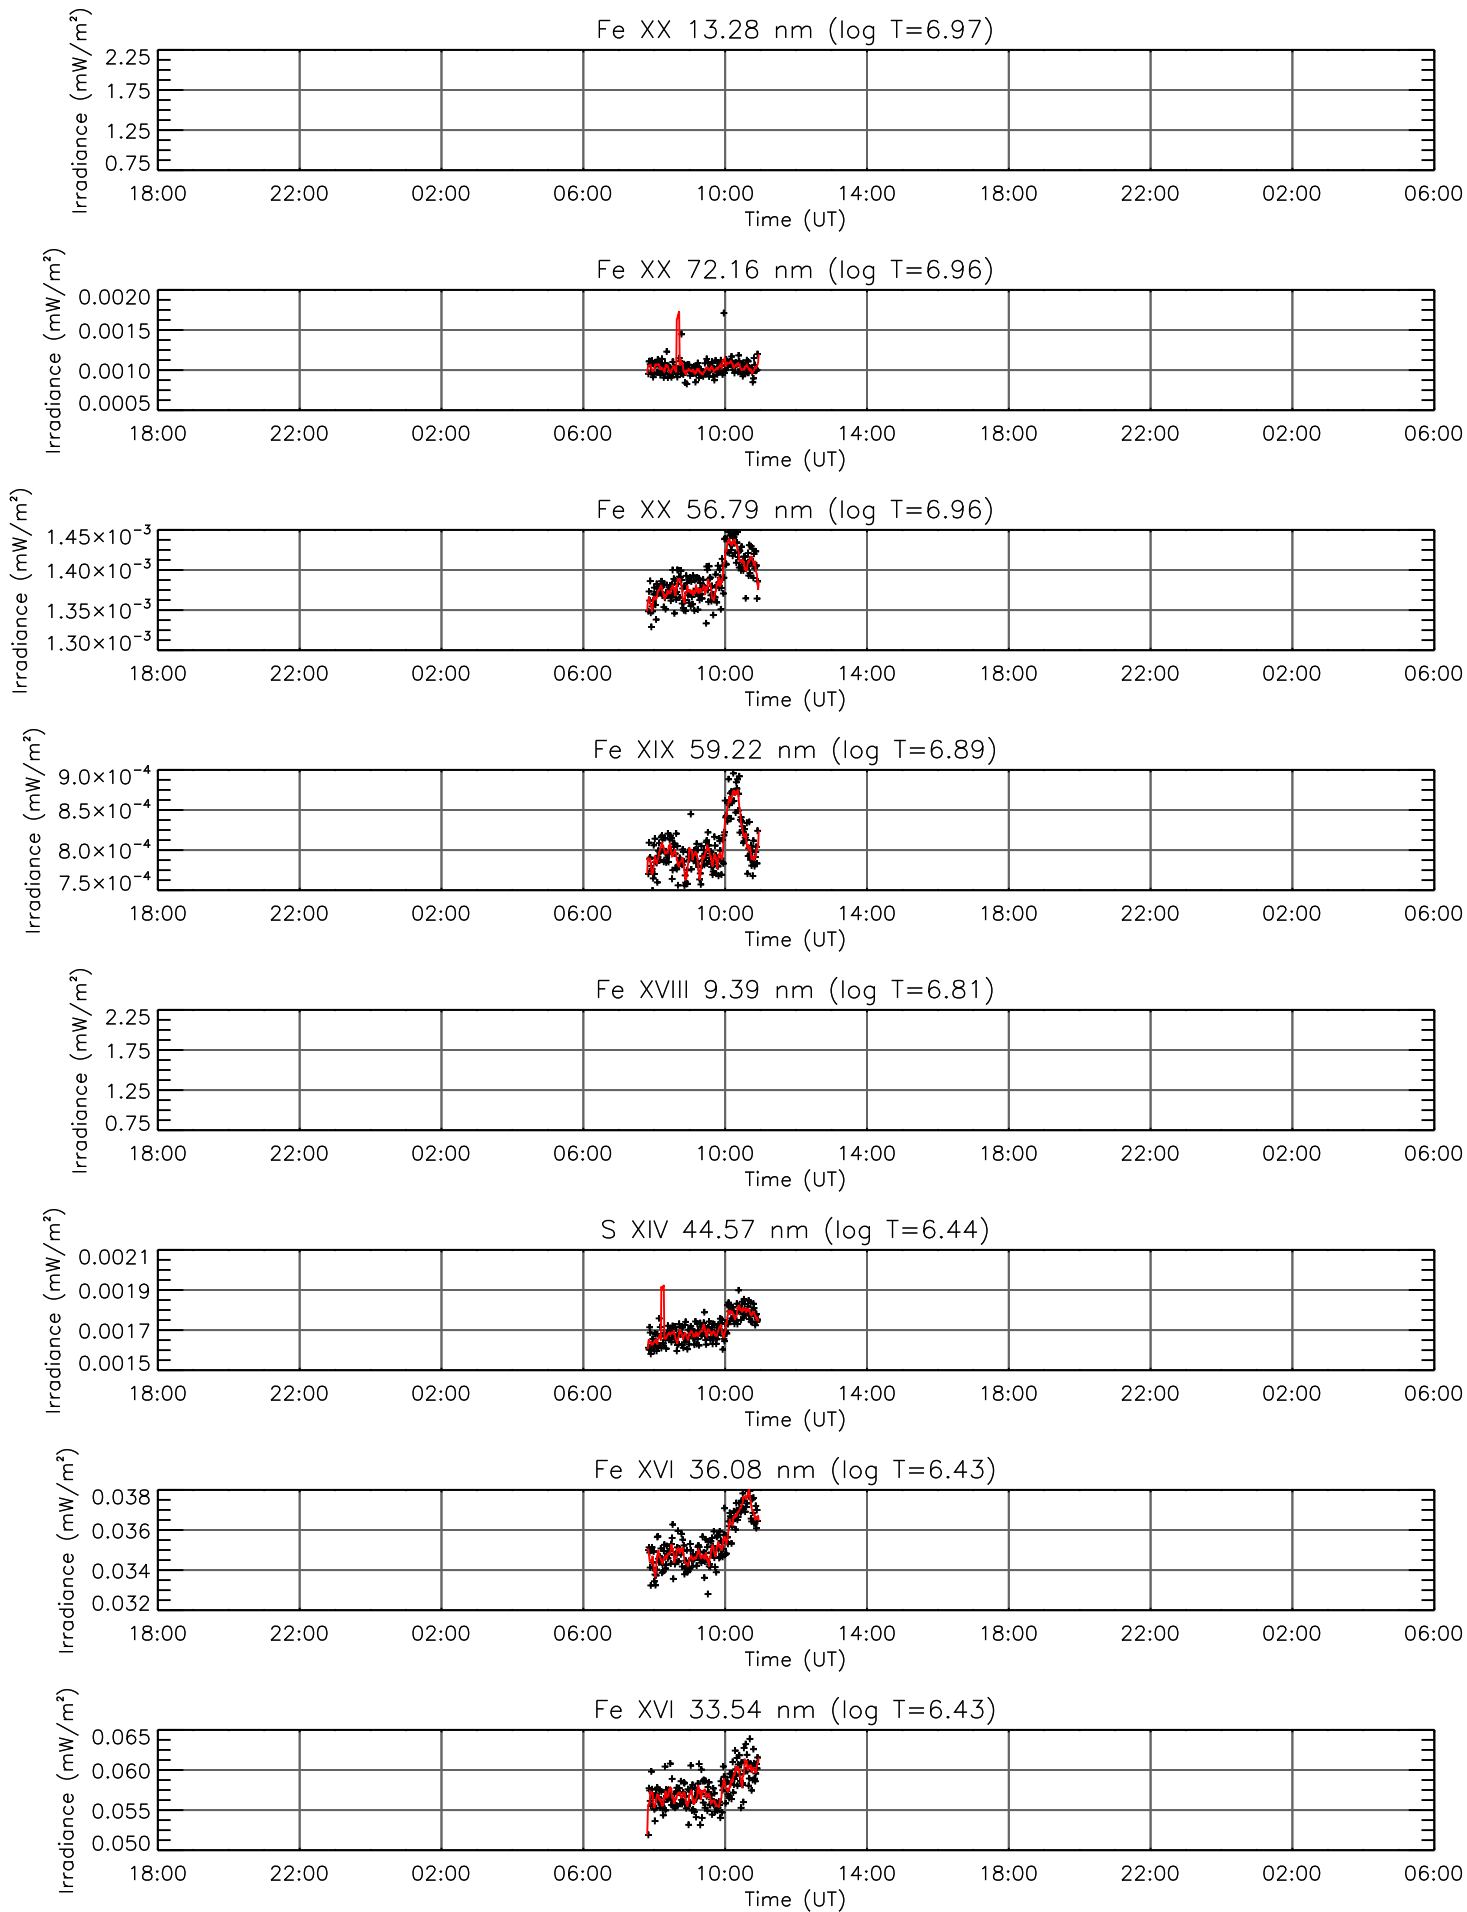 Fe XX 13.28 nm (log T=6.97)
Irradiance (mW/m²)
2.25
1.75
1.25
0.75
18:00 22:00 02:00 06:00 10:00 14:00 18:00 22:00 02:00 06:00
Time (UT)
Fe XX 72.16 nm (log T=6.96)
Irradiance (mW/m²)
0.0020
0.0015
0.0010
0.0005
18:00 22:00 02:00 06:00 10:00 14:00 18:00 22:00 02:00 06:00
Time (UT)
Fe XX 56.79 nm (log T=6.96)
Irradiance (mW/m²)
1.45×10⁻³
1.40×10⁻³
1.35×10⁻³
1.30×10⁻³
18:00 22:00 02:00 06:00 10:00 14:00 18:00 22:00 02:00 06:00
Time (UT)
Fe XIX 59.22 nm (log T=6.89)
Irradiance (mW/m²)
9.0×10⁻⁴
8.5×10⁻⁴
8.0×10⁻⁴
7.5×10⁻⁴
18:00 22:00 02:00 06:00 10:00 14:00 18:00 22:00 02:00 06:00
Time (UT)
Fe XVIII 9.39 nm (log T=6.81)
Irradiance (mW/m²)
2.25
1.75
1.25
0.75
18:00 22:00 02:00 06:00 10:00 14:00 18:00 22:00 02:00 06:00
Time (UT)
S XIV 44.57 nm (log T=6.44)
Irradiance (mW/m²)
0.0021
0.0019
0.0017
0.0015
18:00 22:00 02:00 06:00 10:00 14:00 18:00 22:00 02:00 06:00
Time (UT)
Fe XVI 36.08 nm (log T=6.43)
Irradiance (mW/m²)
0.038
0.036
0.034
0.032
18:00 22:00 02:00 06:00 10:00 14:00 18:00 22:00 02:00 06:00
Time (UT)
Fe XVI 33.54 nm (log T=6.43)
Irradiance (mW/m²)
0.065
0.060
0.055
0.050
18:00 22:00 02:00 06:00 10:00 14:00 18:00 22:00 02:00 06:00
Time (UT)